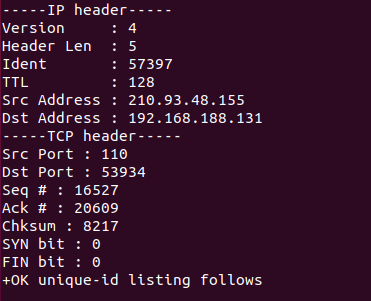 -----IP header-----
Version     : 4
Header Len  : 5
Ident       : 57397
TTL         : 128
Src Address : 210.93.48.155
Dst Address : 192.168.188.131
-----TCP header-----
Src Port : 110
Dst Port : 53934
Seq # : 16527
Ack # : 20609
Chksum : 8217
SYN bit : 0
FIN bit : 0
+OK unique-id listing follows